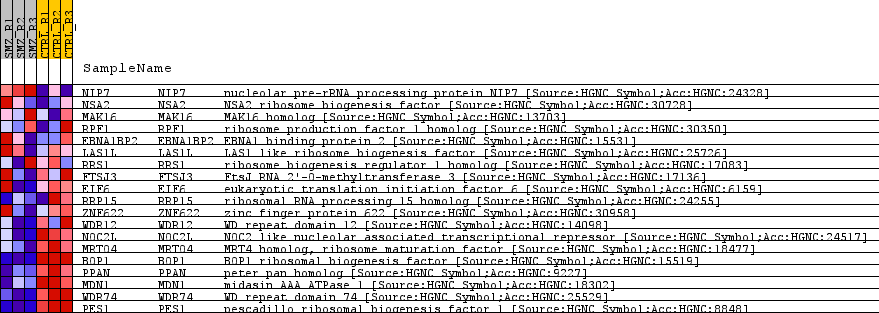 SMZ_R1
SMZ_R2
SMZ_R3
CTRL_R1
CTRL_R2
CTRL_R3
SampleName
NIP7 NIP7 nucleolar pre-rRNA processing protein NIP7 [Source:HGNC Symbol;Acc:HGNC:24328]
NSA2 NSA2 NSA2 ribosome biogenesis factor [Source:HGNC Symbol;Acc:HGNC:30728]
MAK16 MAK16 MAK16 homolog [Source:HGNC Symbol;Acc:HGNC:13703]
RPF1 RPF1 ribosome production factor 1 homolog [Source:HGNC Symbol;Acc:HGNC:30350]
EBNA1BP2 EBNA1BP2 EBNA1 binding protein 2 [Source:HGNC Symbol;Acc:HGNC:15531]
LAS1L LAS1L LAS1 like ribosome biogenesis factor [Source:HGNC Symbol;Acc:HGNC:25726]
RRS1 RRS1 ribosome biogenesis regulator 1 homolog [Source:HGNC Symbol;Acc:HGNC:17083]
FTSJ3 FTSJ3 FtsJ RNA 2'-O-methyltransferase 3 [Source:HGNC Symbol;Acc:HGNC:17136]
EIF6 EIF6 eukaryotic translation initiation factor 6 [Source:HGNC Symbol;Acc:HGNC:6159]
RRP15 RRP15 ribosomal RNA processing 15 homolog [Source:HGNC Symbol;Acc:HGNC:24255]
ZNF622 ZNF622 zinc finger protein 622 [Source:HGNC Symbol;Acc:HGNC:30958]
WDR12 WDR12 WD repeat domain 12 [Source:HGNC Symbol;Acc:HGNC:14098]
NOC2L NOC2L NOC2 like nucleolar associated transcriptional repressor [Source:HGNC Symbol;Acc:HGNC:24517]
MRTO4 MRTO4 MRT4 homolog, ribosome maturation factor [Source:HGNC Symbol;Acc:HGNC:18477]
BOP1 BOP1 BOP1 ribosomal biogenesis factor [Source:HGNC Symbol;Acc:HGNC:15519]
PPAN PPAN peter pan homolog [Source:HGNC Symbol;Acc:HGNC:9227]
MDN1 MDN1 midasin AAA ATPase 1 [Source:HGNC Symbol;Acc:HGNC:18302]
WDR74 WDR74 WD repeat domain 74 [Source:HGNC Symbol;Acc:HGNC:25529]
PES1 PES1 pescadillo ribosomal biogenesis factor 1 [Source:HGNC Symbol;Acc:HGNC:8848]